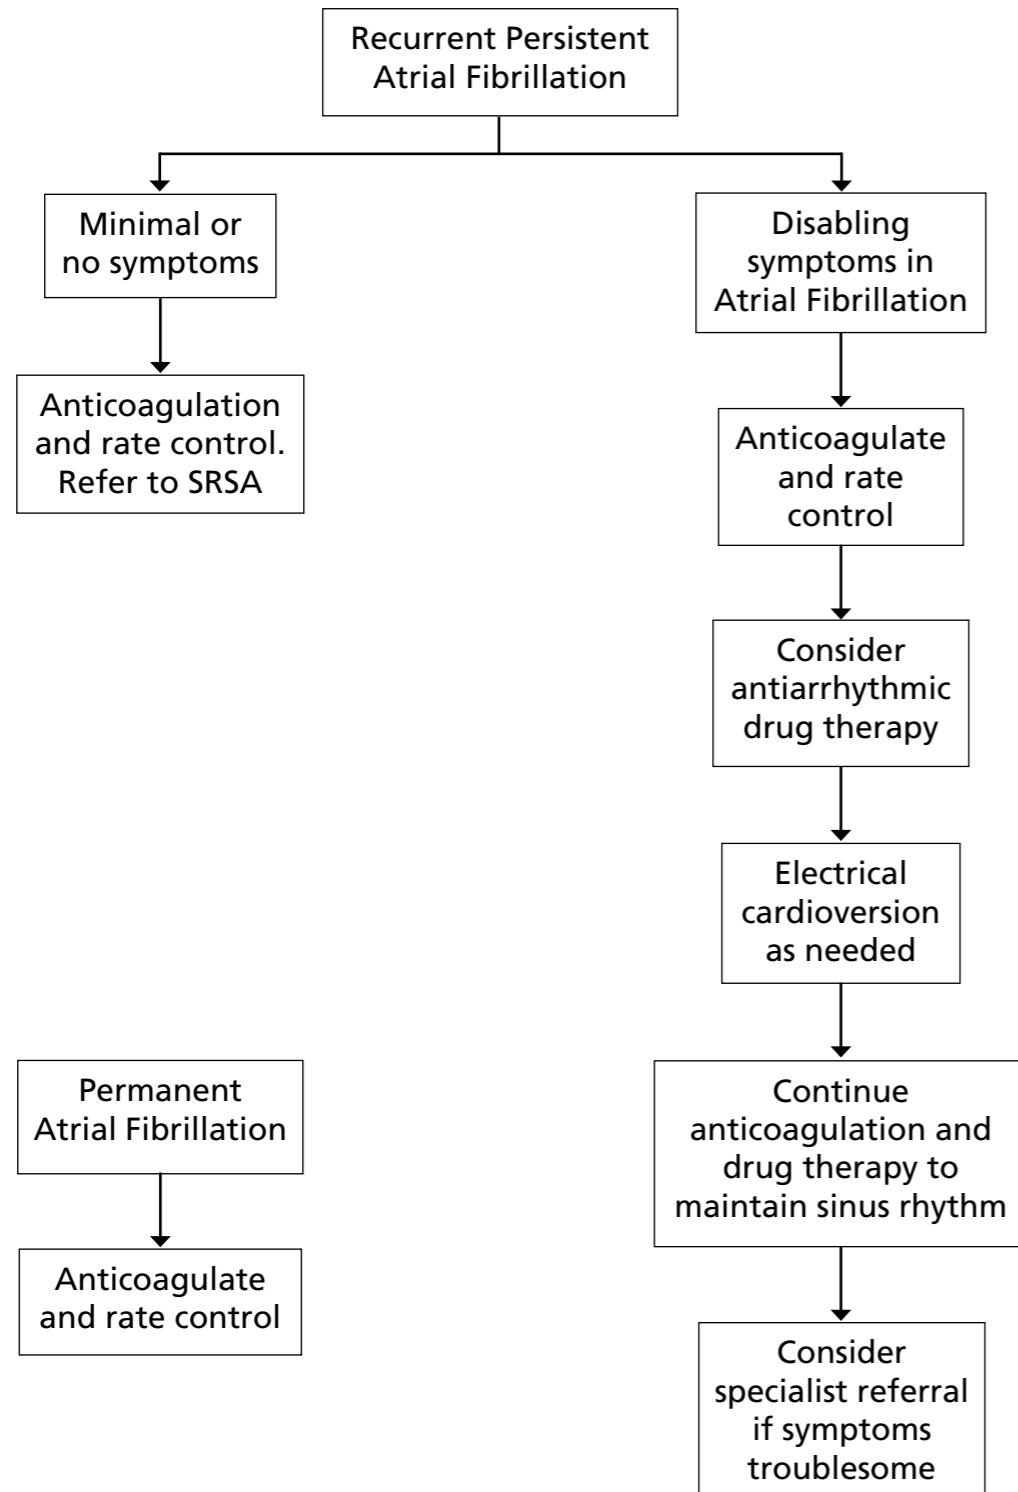 Recurrent Persistent
Atrial Fibrillation
Minimal or
no symptoms
Anticoagulation
and rate control.
Refer to SRSA
Disabling
symptoms in
Atrial Fibrillation
Anticoagulate
and rate
control
Consider
antiarrhythmic
drug therapy
Electrical
cardioversion
as needed
Continue
anticoagulation and
drug therapy to
maintain sinus rhythm
Consider
specialist referral
if symptoms
troublesome
Permanent
Atrial Fibrillation
Anticoagulate
and rate control